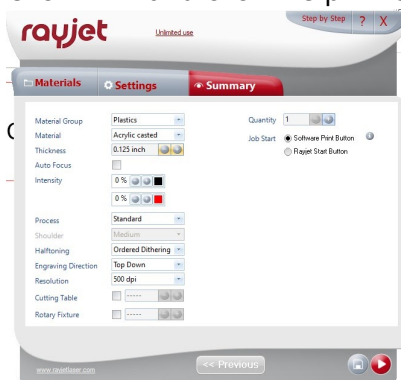 rayjet
Unlimited use
Step by Step ? X
Materials
Settings
Summary
Material Group Plastics
Quantity 1
Material Acrylic casted
Job Start Software Print Button
Thickness 0.125 inch
Rayjet Start Button
Auto Focus
Intensity 0 %
0 %
Process Standard
Shoulder Medium
Halftoning Ordered Dithering
Engraving Direction Top Down
Resolution 500 dpi
Cutting Table -----
Rotary Fixture -----
<< Previous
www.rayjetlaser.com